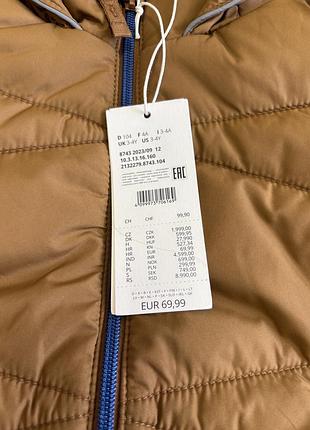 D 104 F 4A I 3-4A
UK 3-4Y US 3-4Y
8743 2023/09 12
10.3.13.16.160
2132279.8743.104
EAC
4 099973 706169
CH CHF 99,90
CZ CZK 1.999,00
DK DKK 599,95
H HUF 27.990
HR KN 527,34
HR EUR 69,99
IND INR 4.599,00
N NOK 699,00
PL PLN 299,99
S SEK 749,00
RS RSD 8.990,00
EUR 69,99